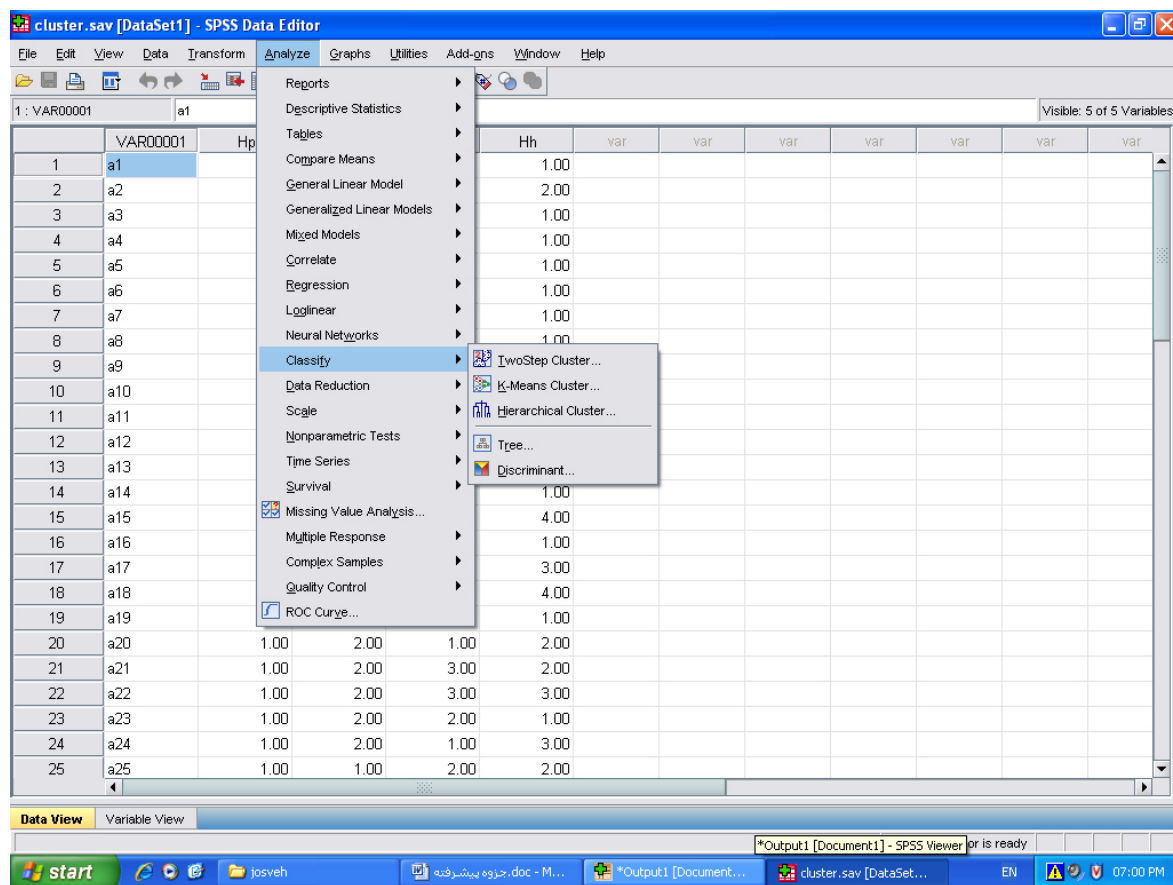 cluster.sav [DataSet1] - SPSS Data Editor
File Edit View Data Transform Analyze Graphs Utilities Add-ons Window Help
1 : VAR00001 a1 Visible: 5 of 5 Variables
VAR00001 Hp Hh var var var var var var var
1 a1 1.00
2 a2 2.00
3 a3 1.00
4 a4 1.00
5 a5 1.00
6 a6 1.00
7 a7 1.00
8 a8 1.00
9 a9
10 a10
11 a11
12 a12
13 a13
14 a14 1.00
15 a15 4.00
16 a16 1.00
17 a17 3.00
18 a18 4.00
19 a19 1.00
20 a20 1.00 2.00 1.00 2.00
21 a21 1.00 2.00 3.00 2.00
22 a22 1.00 2.00 3.00 3.00
23 a23 1.00 2.00 2.00 1.00
24 a24 1.00 2.00 1.00 3.00
25 a25 1.00 1.00 2.00 2.00
Reports
Descriptive Statistics
Tables
Compare Means
General Linear Model
Generalized Linear Models
Mixed Models
Correlate
Regression
Loglinear
Neural Networks
Classify
Data Reduction
Scale
Nonparametric Tests
Time Series
Survival
Missing Value Analysis...
Multiple Response
Complex Samples
Quality Control
ROC Curve...
TwoStep Cluster...
K-Means Cluster...
Hierarchical Cluster...
Tree...
Discriminant...
Data View Variable View
*Output1 [Document1] - SPSS Viewer or is ready
start josveh جزوه پیشرفته.doc - M... *Output1 [Document... cluster.sav [DataSet... EN 07:00 PM